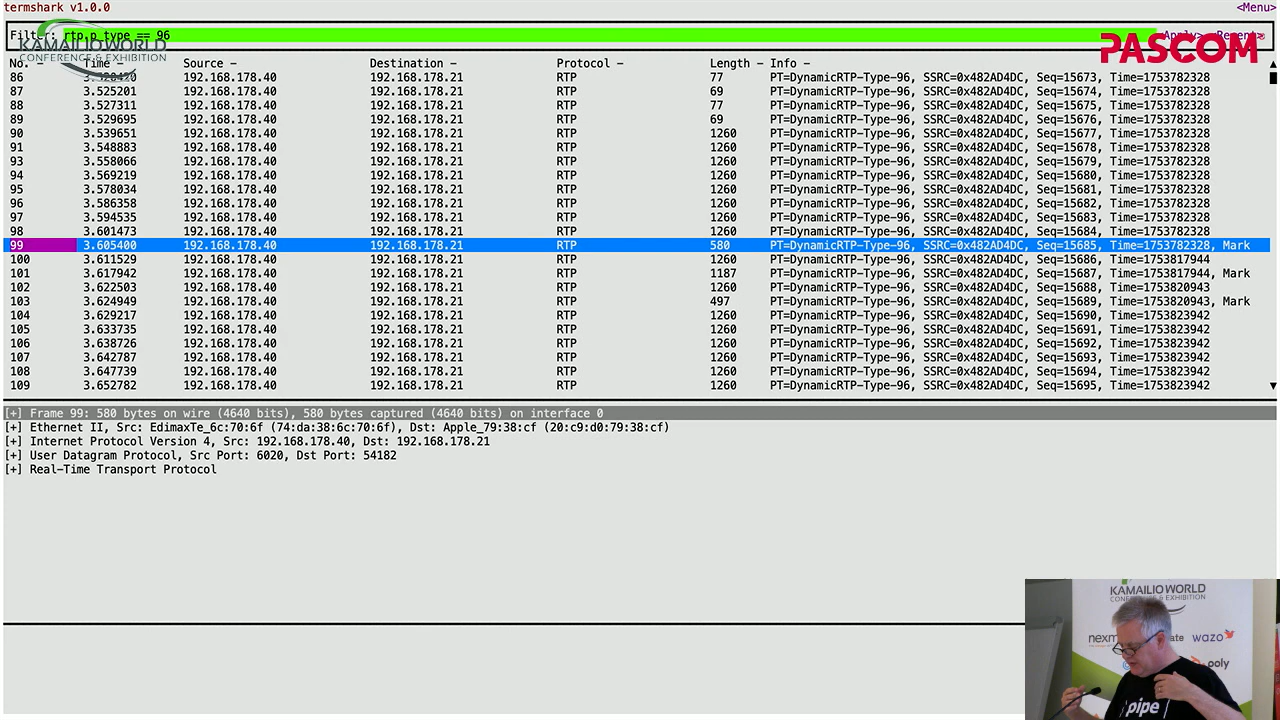 termshark v1.0.0 <Menu>
Filter: rtp.p_type == 96 <Apply> <Recent>
KAMAILIO WORLD
CONFERENCE & EXHIBITION
PASCOM
No. - Time - Source - Destination - Protocol - Length - Info -
86 3.520420 192.168.178.40 192.168.178.21 RTP 77 PT=DynamicRTP-Type-96, SSRC=0x482AD4DC, Seq=15673, Time=1753782328
87 3.525201 192.168.178.40 192.168.178.21 RTP 69 PT=DynamicRTP-Type-96, SSRC=0x482AD4DC, Seq=15674, Time=1753782328
88 3.527311 192.168.178.40 192.168.178.21 RTP 77 PT=DynamicRTP-Type-96, SSRC=0x482AD4DC, Seq=15675, Time=1753782328
89 3.529695 192.168.178.40 192.168.178.21 RTP 69 PT=DynamicRTP-Type-96, SSRC=0x482AD4DC, Seq=15676, Time=1753782328
90 3.539651 192.168.178.40 192.168.178.21 RTP 1260 PT=DynamicRTP-Type-96, SSRC=0x482AD4DC, Seq=15677, Time=1753782328
91 3.548883 192.168.178.40 192.168.178.21 RTP 1260 PT=DynamicRTP-Type-96, SSRC=0x482AD4DC, Seq=15678, Time=1753782328
93 3.558066 192.168.178.40 192.168.178.21 RTP 1260 PT=DynamicRTP-Type-96, SSRC=0x482AD4DC, Seq=15679, Time=1753782328
94 3.569219 192.168.178.40 192.168.178.21 RTP 1260 PT=DynamicRTP-Type-96, SSRC=0x482AD4DC, Seq=15680, Time=1753782328
95 3.578034 192.168.178.40 192.168.178.21 RTP 1260 PT=DynamicRTP-Type-96, SSRC=0x482AD4DC, Seq=15681, Time=1753782328
96 3.586358 192.168.178.40 192.168.178.21 RTP 1260 PT=DynamicRTP-Type-96, SSRC=0x482AD4DC, Seq=15682, Time=1753782328
97 3.594535 192.168.178.40 192.168.178.21 RTP 1260 PT=DynamicRTP-Type-96, SSRC=0x482AD4DC, Seq=15683, Time=1753782328
98 3.601473 192.168.178.40 192.168.178.21 RTP 1260 PT=DynamicRTP-Type-96, SSRC=0x482AD4DC, Seq=15684, Time=1753782328
99 3.605400 192.168.178.40 192.168.178.21 RTP 580 PT=DynamicRTP-Type-96, SSRC=0x482AD4DC, Seq=15685, Time=1753782328, Mark
100 3.611529 192.168.178.40 192.168.178.21 RTP 1260 PT=DynamicRTP-Type-96, SSRC=0x482AD4DC, Seq=15686, Time=1753817944
101 3.617942 192.168.178.40 192.168.178.21 RTP 1187 PT=DynamicRTP-Type-96, SSRC=0x482AD4DC, Seq=15687, Time=1753817944, Mark
102 3.622503 192.168.178.40 192.168.178.21 RTP 1260 PT=DynamicRTP-Type-96, SSRC=0x482AD4DC, Seq=15688, Time=1753820943
103 3.624949 192.168.178.40 192.168.178.21 RTP 497 PT=DynamicRTP-Type-96, SSRC=0x482AD4DC, Seq=15689, Time=1753820943, Mark
104 3.629217 192.168.178.40 192.168.178.21 RTP 1260 PT=DynamicRTP-Type-96, SSRC=0x482AD4DC, Seq=15690, Time=1753823942
105 3.633735 192.168.178.40 192.168.178.21 RTP 1260 PT=DynamicRTP-Type-96, SSRC=0x482AD4DC, Seq=15691, Time=1753823942
106 3.638726 192.168.178.40 192.168.178.21 RTP 1260 PT=DynamicRTP-Type-96, SSRC=0x482AD4DC, Seq=15692, Time=1753823942
107 3.642787 192.168.178.40 192.168.178.21 RTP 1260 PT=DynamicRTP-Type-96, SSRC=0x482AD4DC, Seq=15693, Time=1753823942
108 3.647739 192.168.178.40 192.168.178.21 RTP 1260 PT=DynamicRTP-Type-96, SSRC=0x482AD4DC, Seq=15694, Time=1753823942
109 3.652782 192.168.178.40 192.168.178.21 RTP 1260 PT=DynamicRTP-Type-96, SSRC=0x482AD4DC, Seq=15695, Time=1753823942
[+] Frame 99: 580 bytes on wire (4640 bits), 580 bytes captured (4640 bits) on interface 0
[+] Ethernet II, Src: EdimaxTe_6c:70:6f (74:da:38:6c:70:6f), Dst: Apple_79:38:cf (20:c9:d0:79:38:cf)
[+] Internet Protocol Version 4, Src: 192.168.178.40, Dst: 192.168.178.21
[+] User Datagram Protocol, Src Port: 6020, Dst Port: 54182
[+] Real-Time Transport Protocol
KAMAILIO WORLD
CONFERENCE & EXHIBITION
wazo
poly
pipe